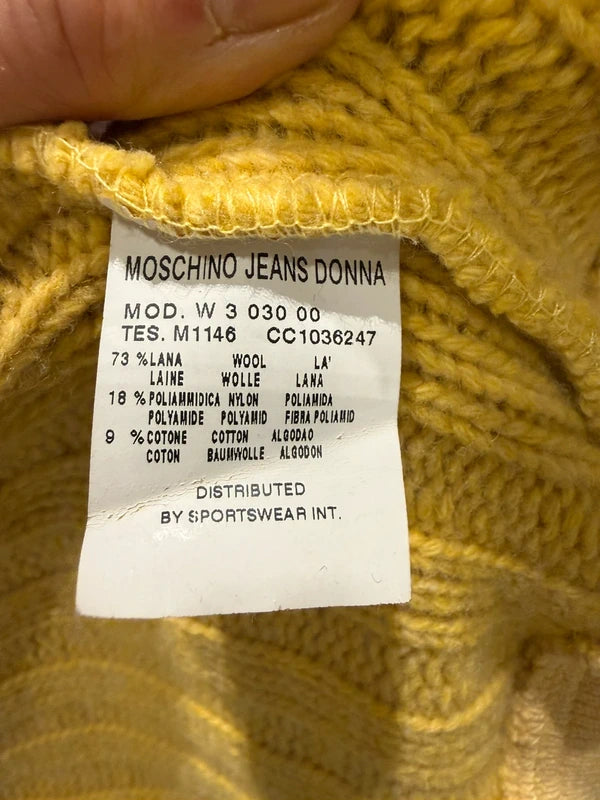 MOSCHINO JEANS DONNA
MOD. W 3 030 00
TES. M1146 CC1036247
73 % LANA WOOL LA'
LAINE WOLLE LANA
18 % POLIAMMIDICA NYLON POLIAMIDA
POLYAMIDE POLYAMID FIBRA POLIAMID
9 % COTONE COTTON ALGODAO
COTON BAUMWOLLE ALGODON
DISTRIBUTED
BY SPORTSWEAR INT.